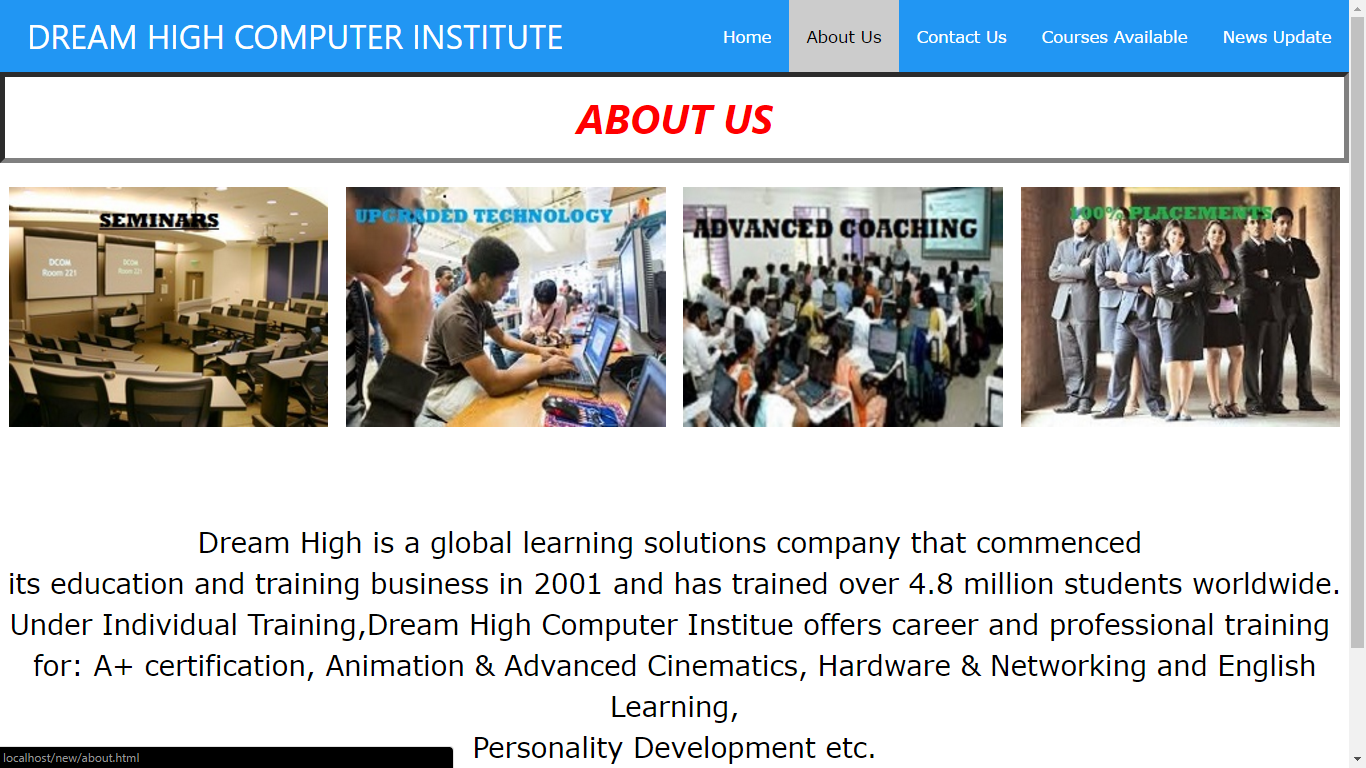 DREAM HIGH COMPUTER INSTITUTE
Home About Us Contact Us Courses Available News Update
ABOUT US
SEMINARS
DCOM
Room 221
DCOM
Room 221
UPGRADED TECHNOLOGY
ADVANCED COACHING
100% PLACEMENTS
Dream High is a global learning solutions company that commenced
its education and training business in 2001 and has trained over 4.8 million students worldwide.
Under Individual Training,Dream High Computer Institue offers career and professional training
for: A+ certification, Animation & Advanced Cinematics, Hardware & Networking and English
Learning,
Personality Development etc.
localhost/new/about.html